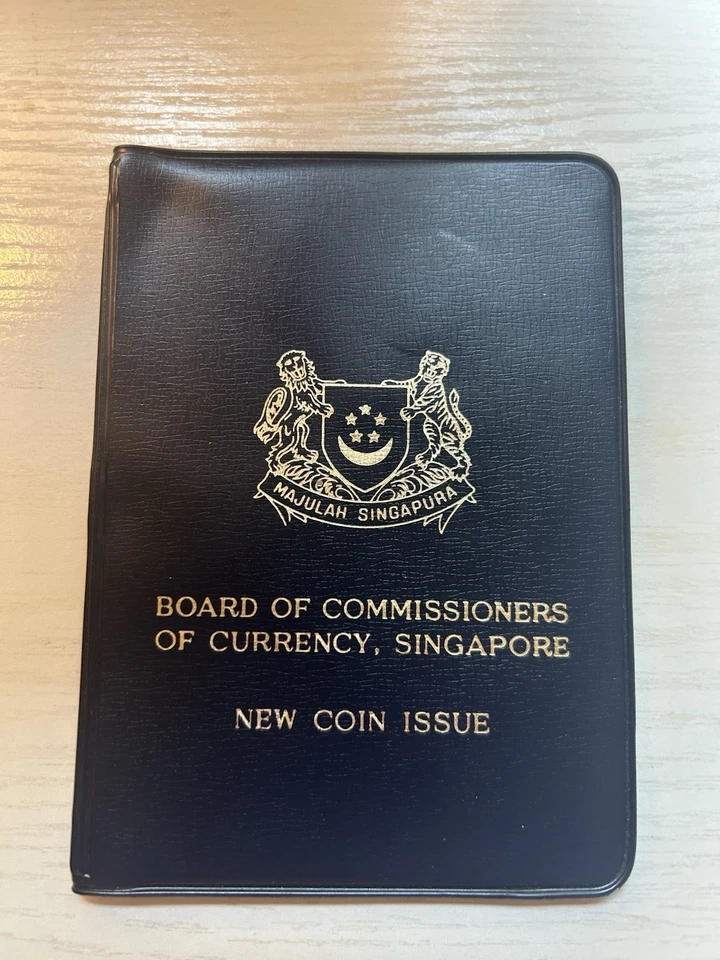 MAJULAH SINGAPURA
BOARD OF COMMISSIONERS
OF CURRENCY, SINGAPORE
NEW COIN ISSUE